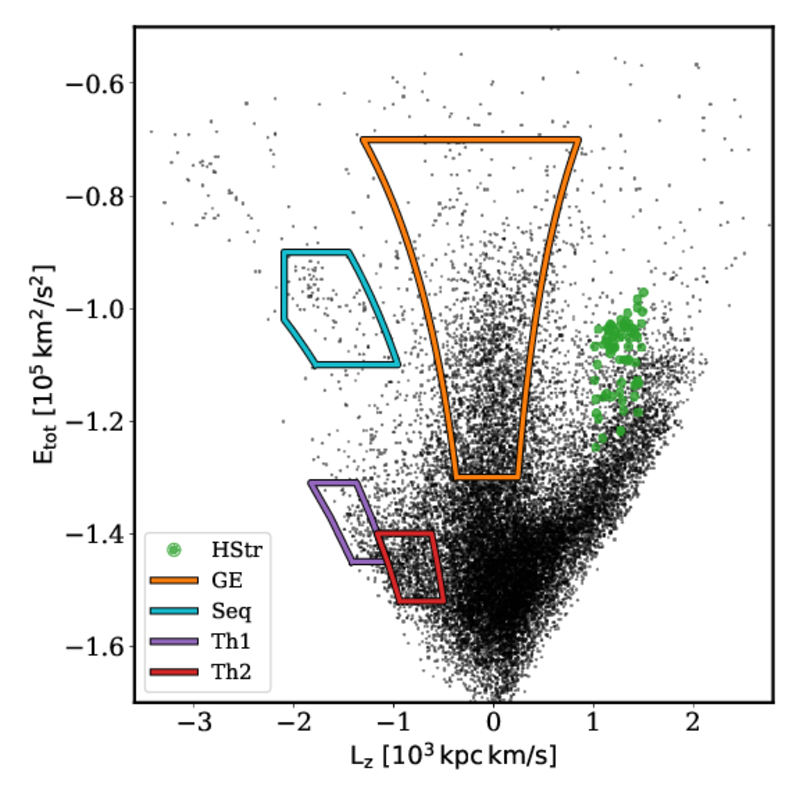 −0.6
−0.8
−1.0
−1.2
−1.4
−1.6
E_tot [10^5 km^2/s^2]
HStr
GE
Seq
Th1
Th2
−3 −2 −1 0 1 2
L_z [10^3 kpc km/s]